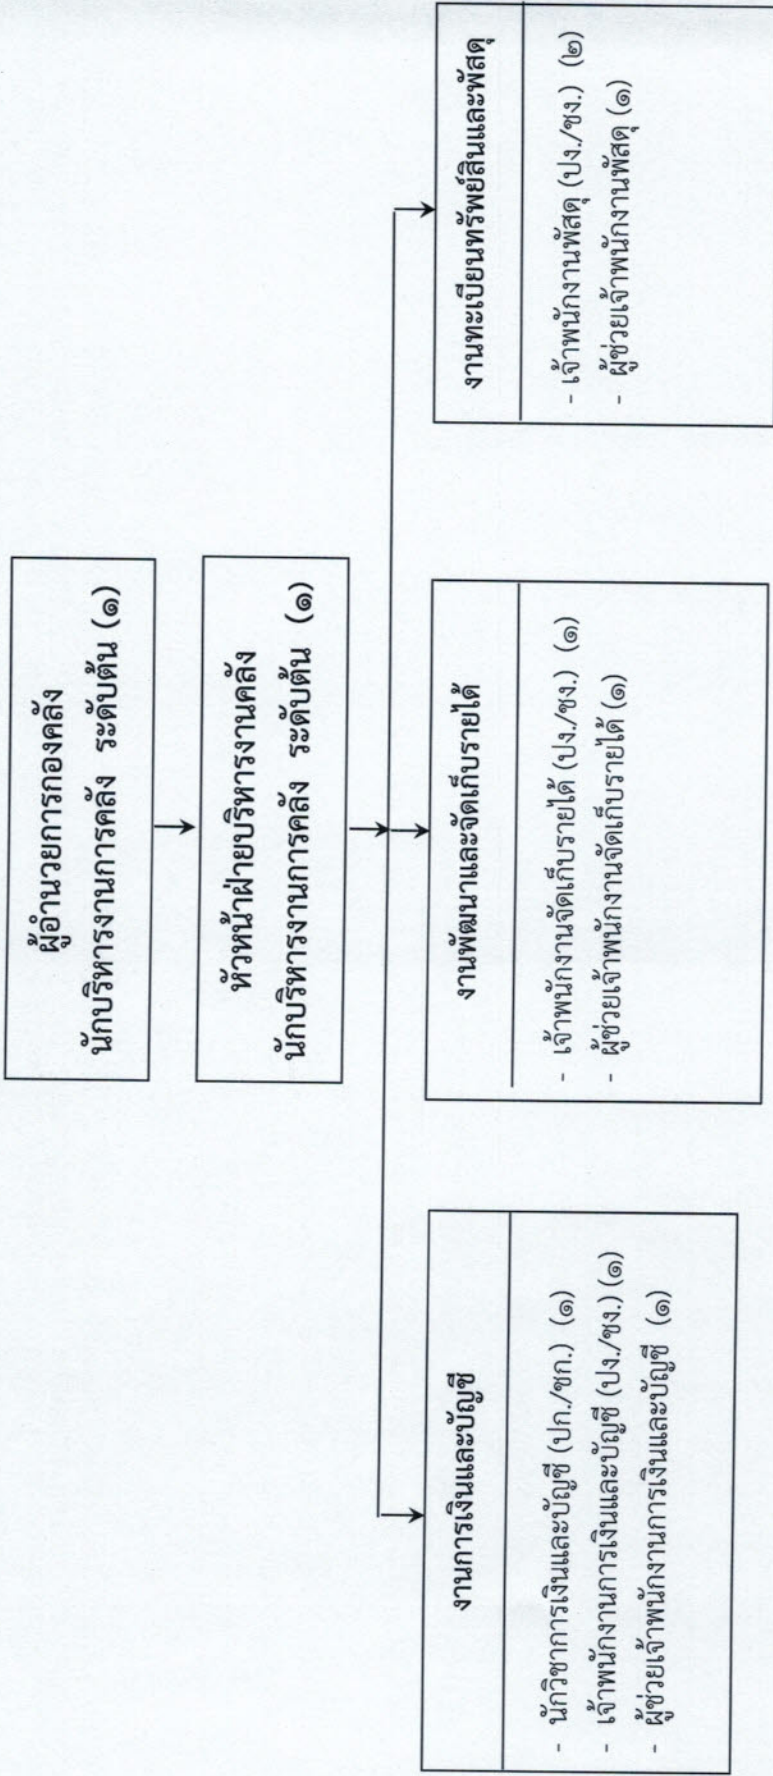 ผู้อำนวยการกองคลัง
นักบริหารงานการคลัง ระดับต้น (๑)
หัวหน้าฝ่ายบริหารงานคลัง
นักบริหารงานการคลัง ระดับต้น (๑)
งานการเงินและบัญชี
- นักวิชาการเงินและบัญชี (ปก./ชก.) (๑)
- เจ้าพนักงานการเงินและบัญชี (ปง./ชง.) (๑)
- ผู้ช่วยเจ้าพนักงานการเงินและบัญชี (๑)
งานพัฒนาและจัดเก็บรายได้
- เจ้าพนักงานจัดเก็บรายได้ (ปง./ชง.) (๑)
- ผู้ช่วยเจ้าพนักงานจัดเก็บรายได้ (๑)
งานทะเบียนทรัพย์สินและพัสดุ
- เจ้าพนักงานพัสดุ (ปง./ชง.) (๒)
- ผู้ช่วยเจ้าพนักงานพัสดุ (๑)